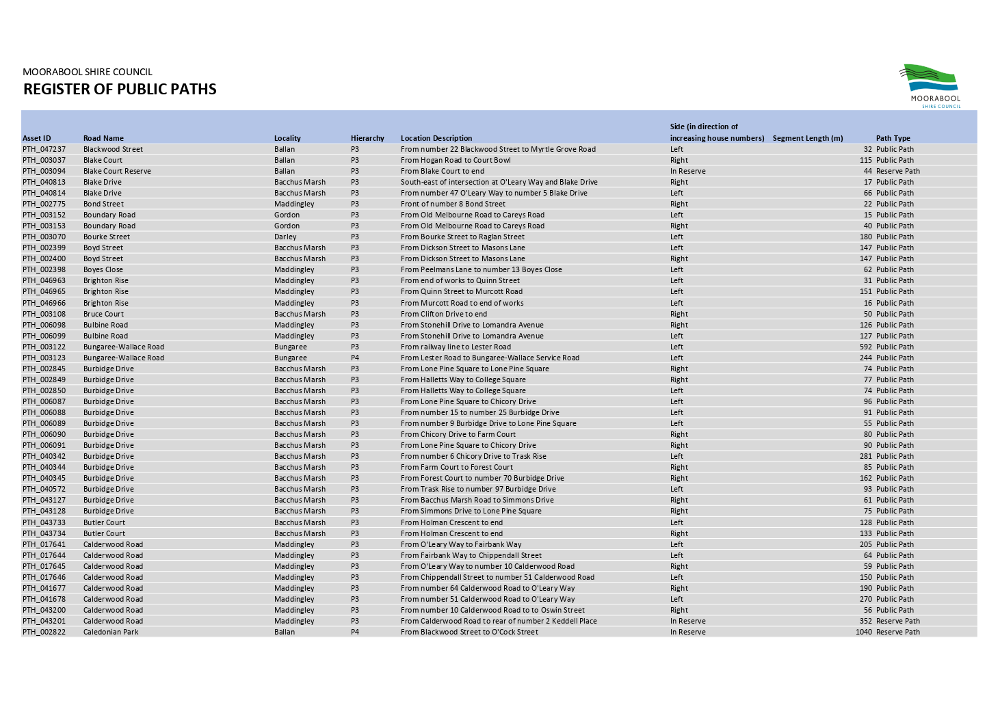 MOORABOOL SHIRE COUNCIL
REGISTER OF PUBLIC PATHS
MOORABOOL
SHIRE COUNCIL
Side (in direction of
Asset ID Road Name Locality Hierarchy Location Description increasing house numbers) Segment Length (m) Path Type
PTH_047237 Blackwood Street Ballan P3 From number 22 Blackwood Street to Myrtle Grove Road Left 32 Public Path
PTH_003037 Blake Court Ballan P3 From Hogan Road to Court Bowl Right 115 Public Path
PTH_003094 Blake Court Reserve Ballan P3 From Blake Court to end In Reserve 44 Reserve Path
PTH_040813 Blake Drive Bacchus Marsh P3 South-east of intersection at O'Leary Way and Blake Drive Right 17 Public Path
PTH_040814 Blake Drive Bacchus Marsh P3 From number 47 O'Leary Way to number 5 Blake Drive Left 66 Public Path
PTH_002775 Bond Street Maddingley P3 Front of number 8 Bond Street Right 22 Public Path
PTH_003152 Boundary Road Gordon P3 From Old Melbourne Road to Careys Road Left 15 Public Path
PTH_003153 Boundary Road Gordon P3 From Old Melbourne Road to Careys Road Right 40 Public Path
PTH_003070 Bourke Street Darley P3 From Bourke Street to Raglan Street Left 180 Public Path
PTH_002399 Boyd Street Bacchus Marsh P3 From Dickson Street to Masons Lane Left 147 Public Path
PTH_002400 Boyd Street Bacchus Marsh P3 From Dickson Street to Masons Lane Right 147 Public Path
PTH_002398 Boyes Close Maddingley P3 From Peelmans Lane to number 13 Boyes Close Left 62 Public Path
PTH_046963 Brighton Rise Maddingley P3 From end of works to Quinn Street Left 31 Public Path
PTH_046965 Brighton Rise Maddingley P3 From Quinn Street to Murcott Road Left 151 Public Path
PTH_046966 Brighton Rise Maddingley P3 From Murcott Road to end of works Left 16 Public Path
PTH_003108 Bruce Court Bacchus Marsh P3 From Clifton Drive to end Right 50 Public Path
PTH_006098 Bulbine Road Maddingley P3 From Stonehill Drive to Lomandra Avenue Right 126 Public Path
PTH_006099 Bulbine Road Maddingley P3 From Stonehill Drive to Lomandra Avenue Left 127 Public Path
PTH_003122 Bungaree-Wallace Road Bungaree P3 From railway line to Lester Road Left 592 Public Path
PTH_003123 Bungaree-Wallace Road Bungaree P4 From Lester Road to Bungaree-Wallace Service Road Left 244 Public Path
PTH_002845 Burbidge Drive Bacchus Marsh P3 From Lone Pine Square to Lone Pine Square Right 74 Public Path
PTH_002849 Burbidge Drive Bacchus Marsh P3 From Halletts Way to College Square Right 77 Public Path
PTH_002850 Burbidge Drive Bacchus Marsh P3 From Halletts Way to College Square Left 74 Public Path
PTH_006087 Burbidge Drive Bacchus Marsh P3 From Lone Pine Square to Chicory Drive Left 96 Public Path
PTH_006088 Burbidge Drive Bacchus Marsh P3 From number 15 to number 25 Burbidge Drive Left 91 Public Path
PTH_006089 Burbidge Drive Bacchus Marsh P3 From number 9 Burbidge Drive to Lone Pine Square Left 55 Public Path
PTH_006090 Burbidge Drive Bacchus Marsh P3 From Chicory Drive to Farm Court Right 80 Public Path
PTH_006091 Burbidge Drive Bacchus Marsh P3 From Lone Pine Square to Chicory Drive Right 90 Public Path
PTH_040342 Burbidge Drive Bacchus Marsh P3 From number 6 Chicory Drive to Trask Rise Left 281 Public Path
PTH_040344 Burbidge Drive Bacchus Marsh P3 From Farm Court to Forest Court Right 85 Public Path
PTH_040345 Burbidge Drive Bacchus Marsh P3 From Forest Court to number 70 Burbidge Drive Right 162 Public Path
PTH_040572 Burbidge Drive Bacchus Marsh P3 From Trask Rise to number 97 Burbidge Drive Left 93 Public Path
PTH_043127 Burbidge Drive Bacchus Marsh P3 From Bacchus Marsh Road to Simmons Drive Right 61 Public Path
PTH_043128 Burbidge Drive Bacchus Marsh P3 From Simmons Drive to Lone Pine Square Right 75 Public Path
PTH_043733 Butler Court Bacchus Marsh P3 From Holman Crescent to end Left 128 Public Path
PTH_043734 Butler Court Bacchus Marsh P3 From Holman Crescent to end Right 133 Public Path
PTH_017641 Calderwood Road Maddingley P3 From O'Leary Way to Fairbank Way Left 205 Public Path
PTH_017644 Calderwood Road Maddingley P3 From Fairbank Way to Chippendall Street Left 64 Public Path
PTH_017645 Calderwood Road Maddingley P3 From O'Leary Way to number 10 Calderwood Road Right 59 Public Path
PTH_017646 Calderwood Road Maddingley P3 From Chippendall Street to number 51 Calderwood Road Left 150 Public Path
PTH_041677 Calderwood Road Maddingley P3 From number 64 Calderwood Road to O'Leary Way Right 190 Public Path
PTH_041678 Calderwood Road Maddingley P3 From number 51 Calderwood Road to O'Leary Way Left 270 Public Path
PTH_043200 Calderwood Road Maddingley P3 From number 10 Calderwood Road to to Oswin Street Right 56 Public Path
PTH_043201 Calderwood Road Maddingley P3 From Calderwood Road to rear of number 2 Keddell Place In Reserve 352 Reserve Path
PTH_002822 Caledonian Park Ballan P4 From Blackwood Street to O'Cock Street In Reserve 1040 Reserve Path